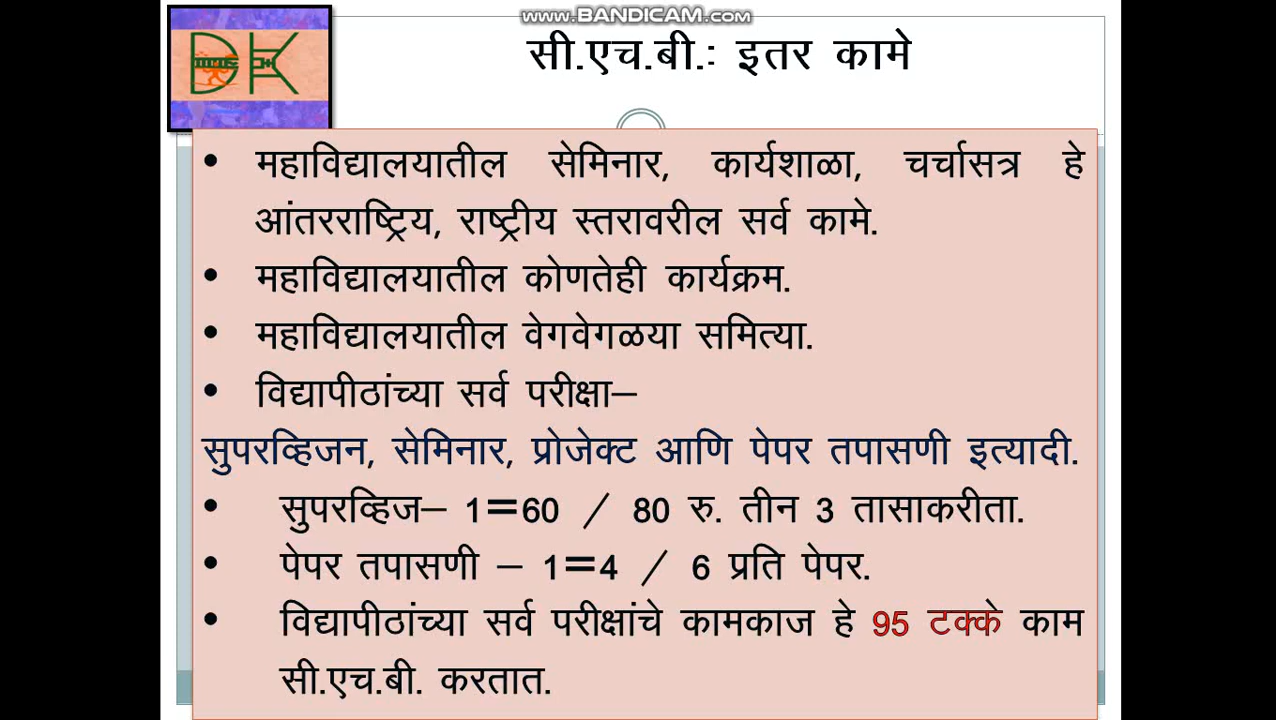 www.BANDICAM.com
DK
सी.एच.बी.: इतर कामे
• महाविद्यालयातील सेमिनार, कार्यशाळा, चर्चासत्र हे
आंतरराष्ट्रिय, राष्ट्रीय स्तरावरील सर्व कामे.
• महाविद्यालयातील कोणतेही कार्यक्रम.
• महाविद्यालयातील वेगवेगळया समित्या.
• विद्यापीठांच्या सर्व परीक्षा–
सुपरव्हिजन, सेमिनार, प्रोजेक्ट आणि पेपर तपासणी इत्यादी.
• सुपरव्हिज– 1=60 / 80 रु. तीन 3 तासाकरीता.
• पेपर तपासणी – 1=4 / 6 प्रति पेपर.
• विद्यापीठांच्या सर्व परीक्षांचे कामकाज हे 95 टक्के काम
सी.एच.बी. करतात.